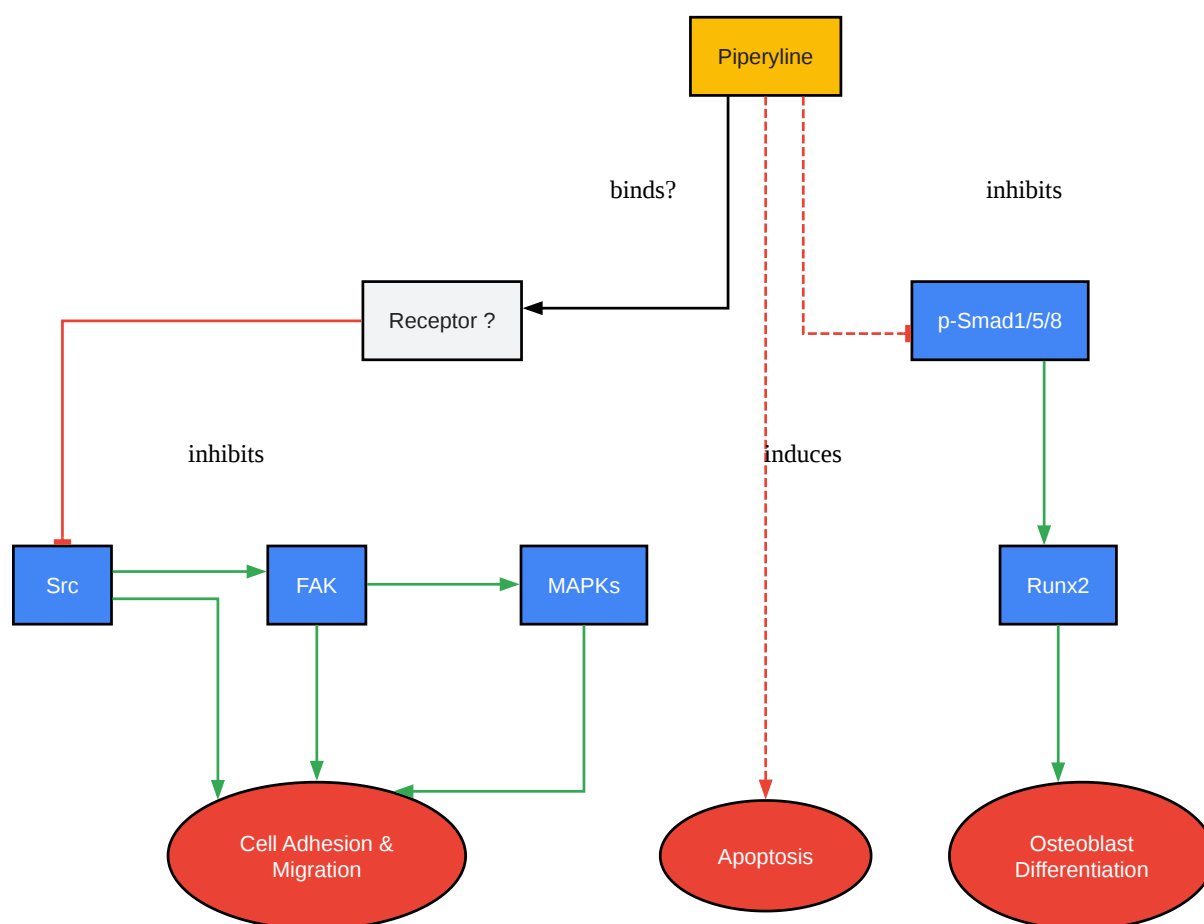 Piperyline
binds?
inhibits
Receptor ?
p-Smad1/5/8
inhibits
induces
Src
FAK
MAPKs
Runx2
Cell Adhesion &
Migration
Apoptosis
Osteoblast
Differentiation